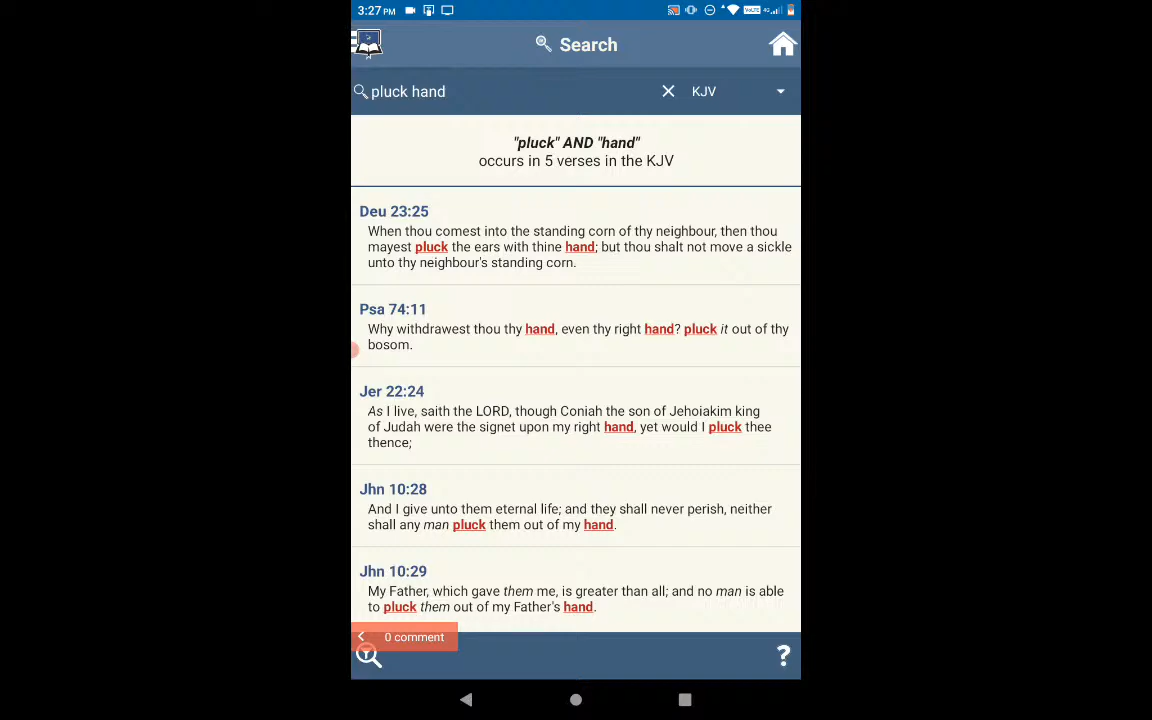 3:27 PM
VoLTE 4G
Search
pluck hand
KJV
"pluck" AND "hand"
occurs in 5 verses in the KJV
Deu 23:25
When thou comest into the standing corn of thy neighbour, then thou
mayest pluck the ears with thine hand; but thou shalt not move a sickle
unto thy neighbour's standing corn.
Psa 74:11
Why withdrawest thou thy hand, even thy right hand? pluck it out of thy
bosom.
Jer 22:24
As I live, saith the LORD, though Coniah the son of Jehoiakim king
of Judah were the signet upon my right hand, yet would I pluck thee
thence;
Jhn 10:28
And I give unto them eternal life; and they shall never perish, neither
shall any man pluck them out of my hand.
Jhn 10:29
My Father, which gave them me, is greater than all; and no man is able
to pluck them out of my Father's hand.
0 comment
?